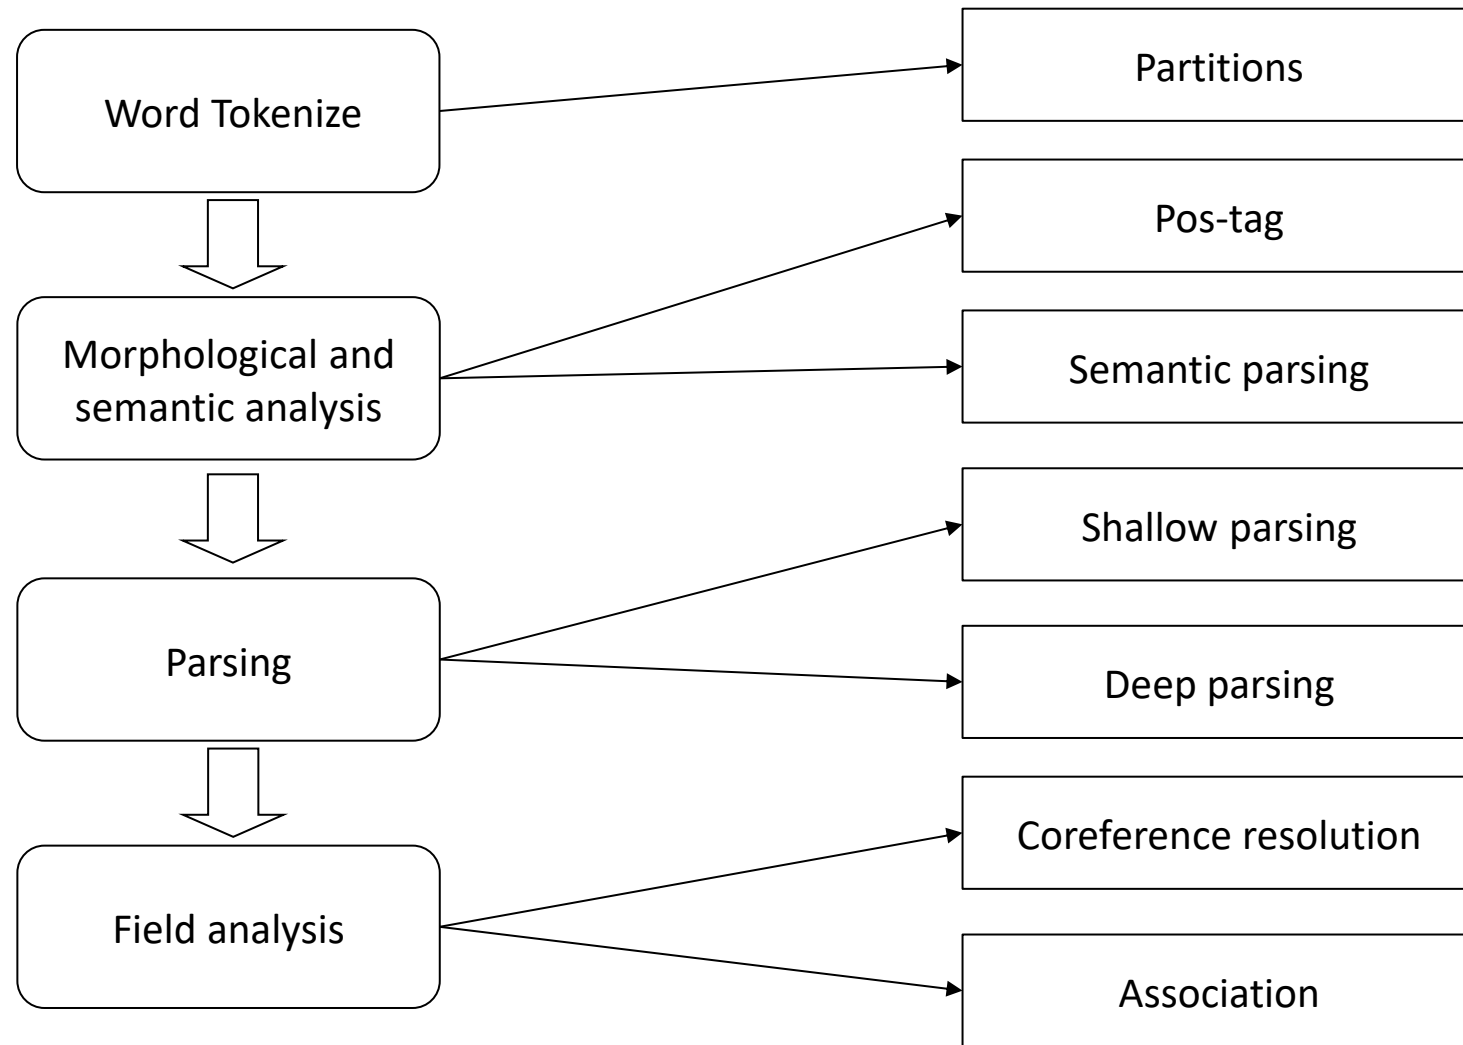 Word Tokenize
Partitions
Pos-tag
Morphological and
semantic analysis
Semantic parsing
Shallow parsing
Parsing
Deep parsing
Coreference resolution
Field analysis
Association